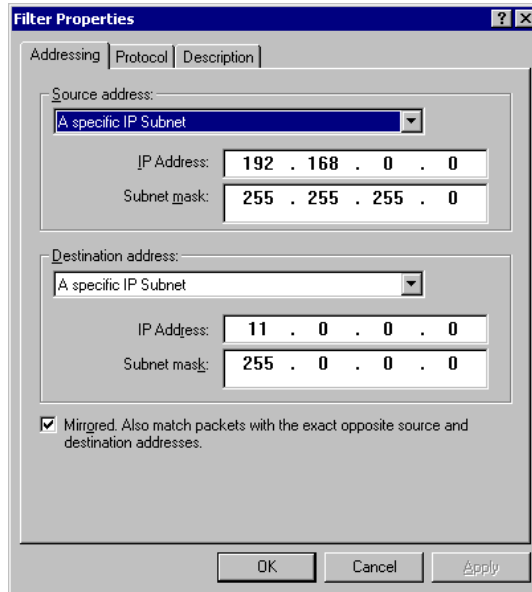 Filter Properties
Addressing Protocol Description
Source address:
A specific IP Subnet
IP Address: 192 . 168 . 0 . 0
Subnet mask: 255 . 255 . 255 . 0
Destination address:
A specific IP Subnet
IP Address: 11 . 0 . 0 . 0
Subnet mask: 255 . 0 . 0 . 0
Mirrored. Also match packets with the exact opposite source and
destination addresses.
OK Cancel Apply